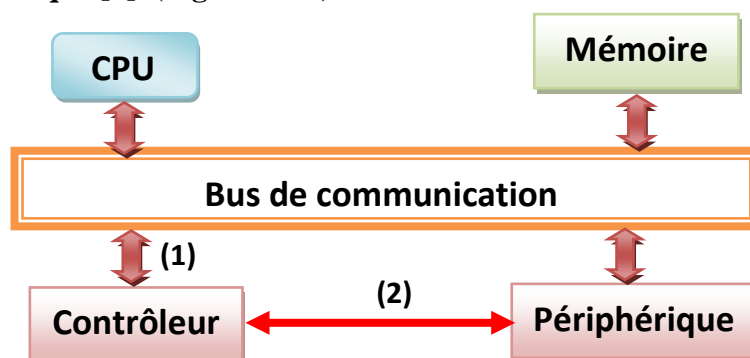 CPU
Mémoire
Bus de communication
(1)
(2)
Contrôleur
Périphérique